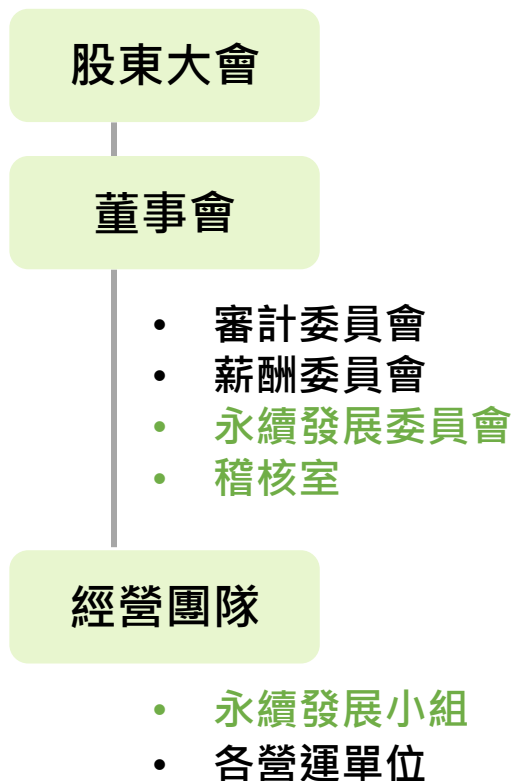 股東大會
董事會
• 審計委員會
• 薪酬委員會
• 永續發展委員會
• 稽核室
經營團隊
• 永續發展小組
• 各營運單位